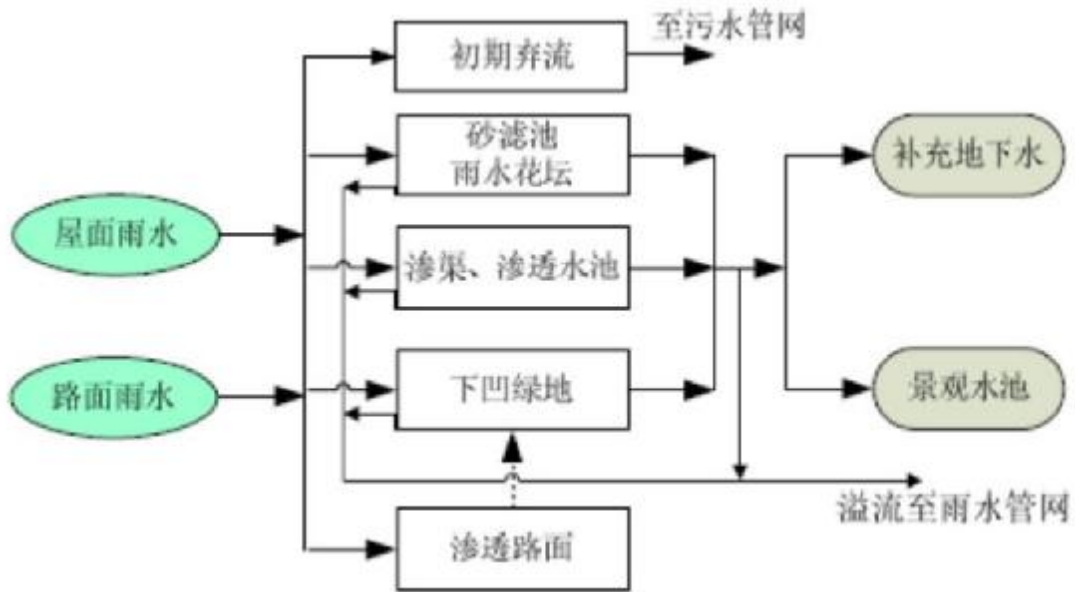 至污水管网
初期弃流
砂滤池
雨水花坛
补充地下水
屋面雨水
渗渠、渗透水池
路面雨水
下凹绿地
景观水池
溢流至雨水管网
渗透路面